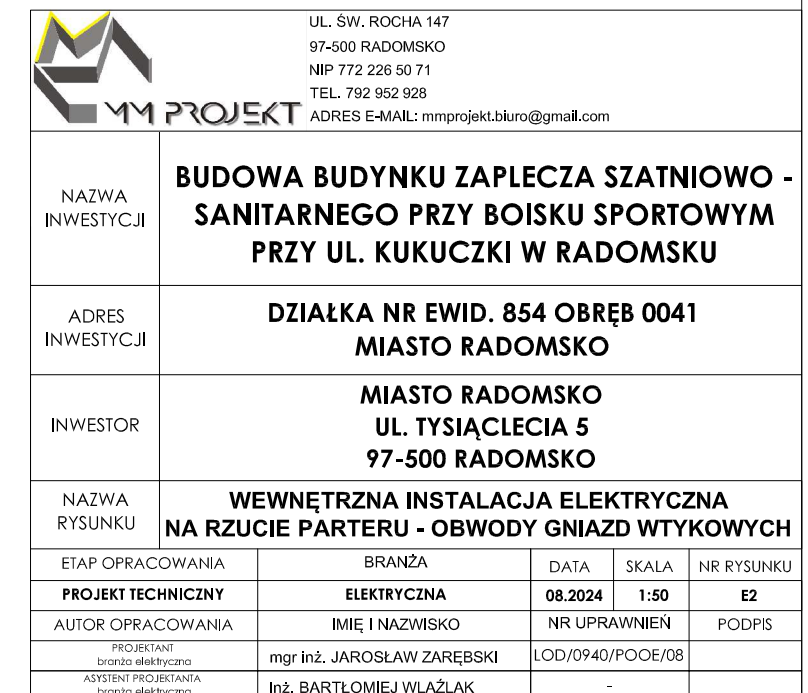 UL. ŚW. ROCHA 147
97-500 RADOMSKO
NIP 772 226 50 71
TEL. 792 952 928
MM PROJEKT
ADRES E-MAIL: mmprojekt.biuro@gmail.com
NAZWA INWESTYCJI
BUDOWA BUDYNKU ZAPLECZA SZATNIOWO -
SANITARNEGO PRZY BOISKU SPORTOWYM
PRZY UL. KUKUCZKI W RADOMSKU
ADRES INWESTYCJI
DZIAŁKA NR EWID. 854 OBRĘB 0041
MIASTO RADOMSKO
INWESTOR
MIASTO RADOMSKO
UL. TYSIĄCLECIA 5
97-500 RADOMSKO
NAZWA RYSUNKU
WEWNĘTRZNA INSTALACJA ELEKTRYCZNA
NA RZUCIE PARTERU - OBWODY GNIAZD WTYKOWYCH
ETAP OPRACOWANIA BRANŻA DATA SKALA NR RYSUNKU
PROJEKT TECHNICZNY ELEKTRYCZNA 08.2024 1:50 E2
AUTOR OPRACOWANIA IMIĘ I NAZWISKO NR UPRAWNIEŃ PODPIS
PROJEKTANT
branża elektryczna mgr inż. JAROSŁAW ZARĘBSKI LOD/0940/POOE/08
ASYSTENT PROJEKTANTA
branża elektryczna Inż. BARTŁOMIEJ WLAŹLAK -